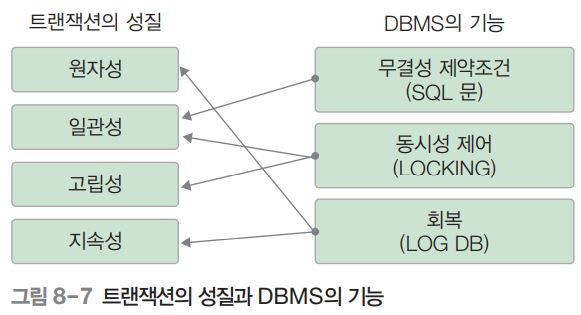 트랜잭션의 성질
DBMS의 기능
원자성
일관성
고립성
지속성
무결성 제약조건
(SQL 문)
동시성 제어
(LOCKING)
회복
(LOG DB)
그림 8-7 트랜잭션의 성질과 DBMS의 기능